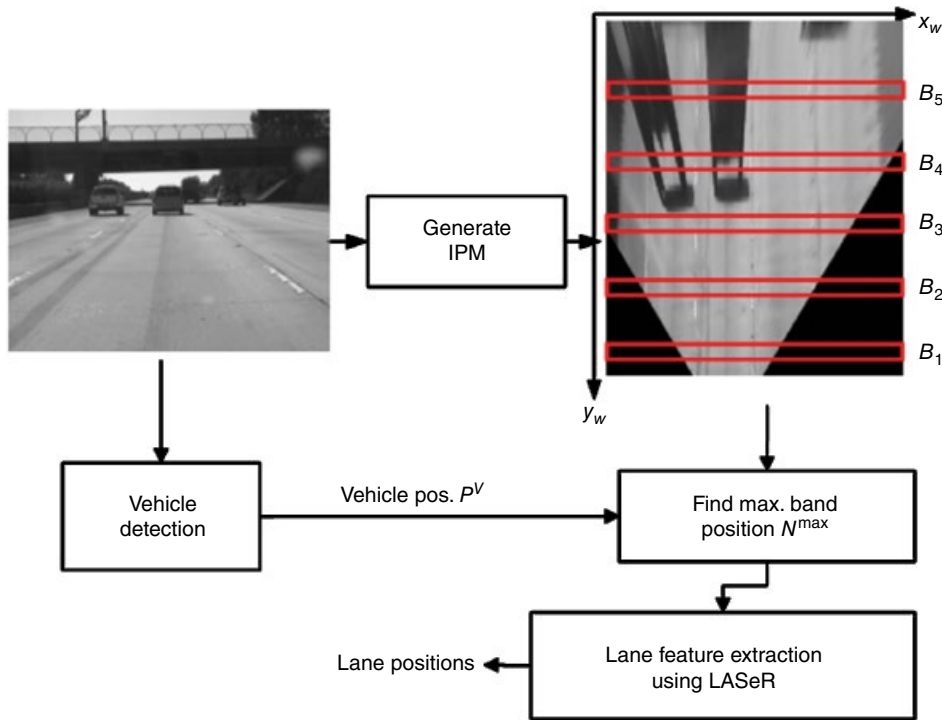 x_w
B_5
B_4
Generate
IPM
B_3
B_2
B_1
y_w
Vehicle
detection
Vehicle pos. P^V
Find max. band
position N^max
Lane positions
Lane feature extraction
using LASeR